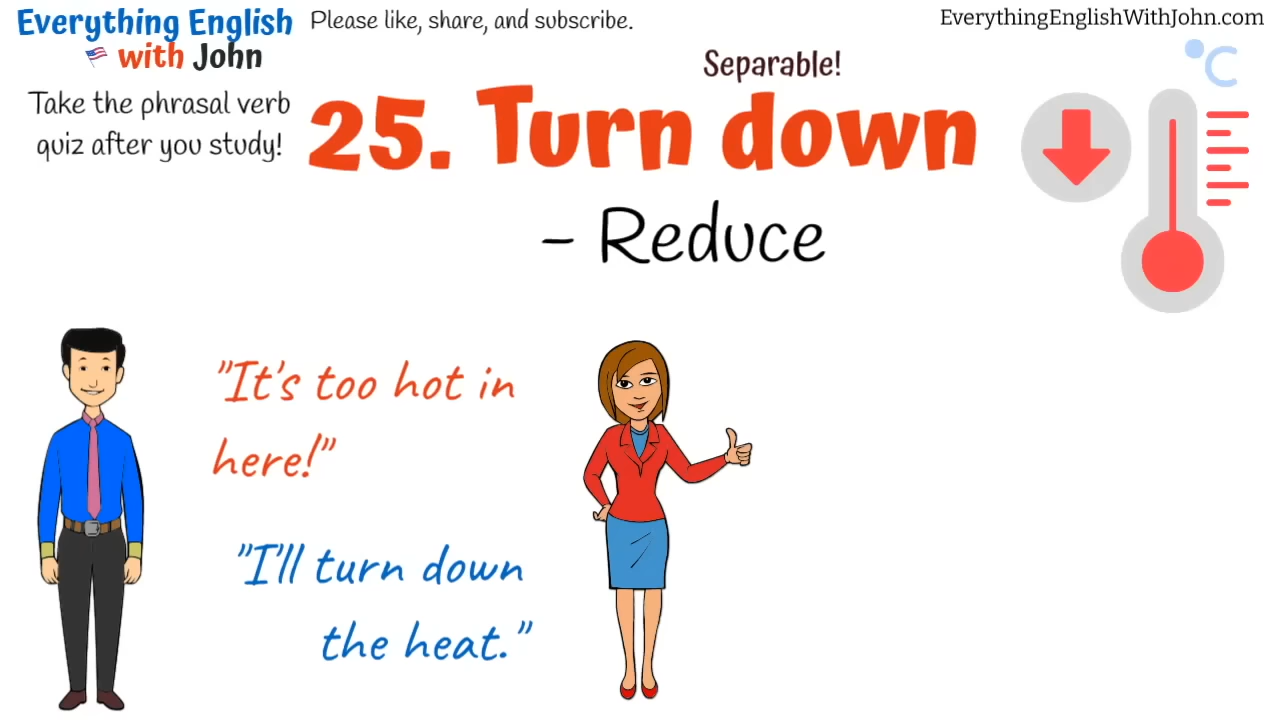 Everything English
with John
Please like, share, and subscribe.
EverythingEnglishWithJohn.com
Take the phrasal verb
quiz after you study!
Separable!
25. Turn down
- Reduce
°C
"It's too hot in
here!"
"I'll turn down
the heat."